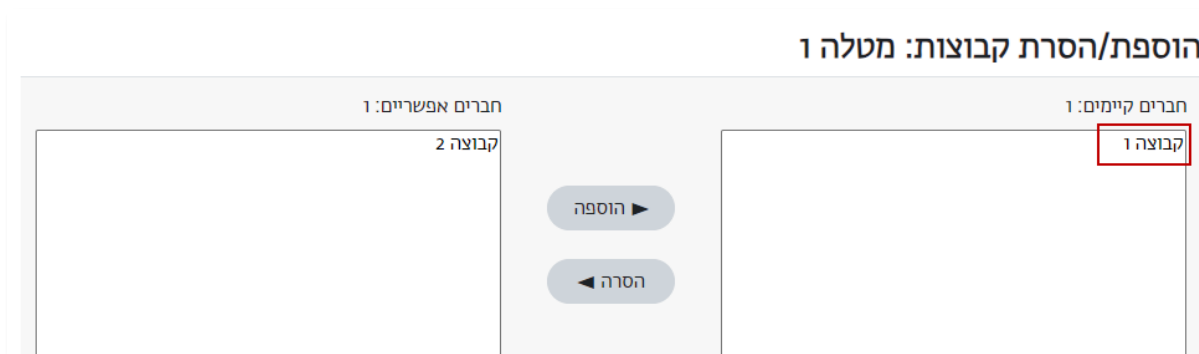 הוספת/הסרת קבוצות: מטלה 1
חברים קיימים: 1
קבוצה 1
◄ הוספה
הסרה ►
חברים אפשריים: 1
קבוצה 2